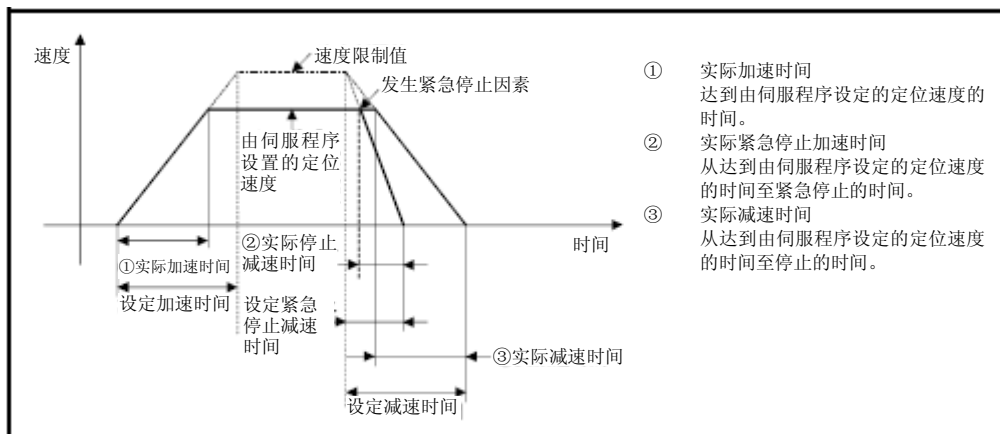 速度
速度限制值
发生紧急停止因素
由伺服程序
设置的定位
速度
时间
②实际停止
减速时间
①实际加速时间
设定加速时间
设定紧急
停止减速
时间
③实际减速时间
设定减速时间
① 实际加速时间
达到由伺服程序设定的定位速度的
时间。
② 实际紧急停止加速时间
从达到由伺服程序设定的定位速度
的时间至紧急停止的时间。
③ 实际减速时间
从达到由伺服程序设定的定位速度
的时间至停止的时间。